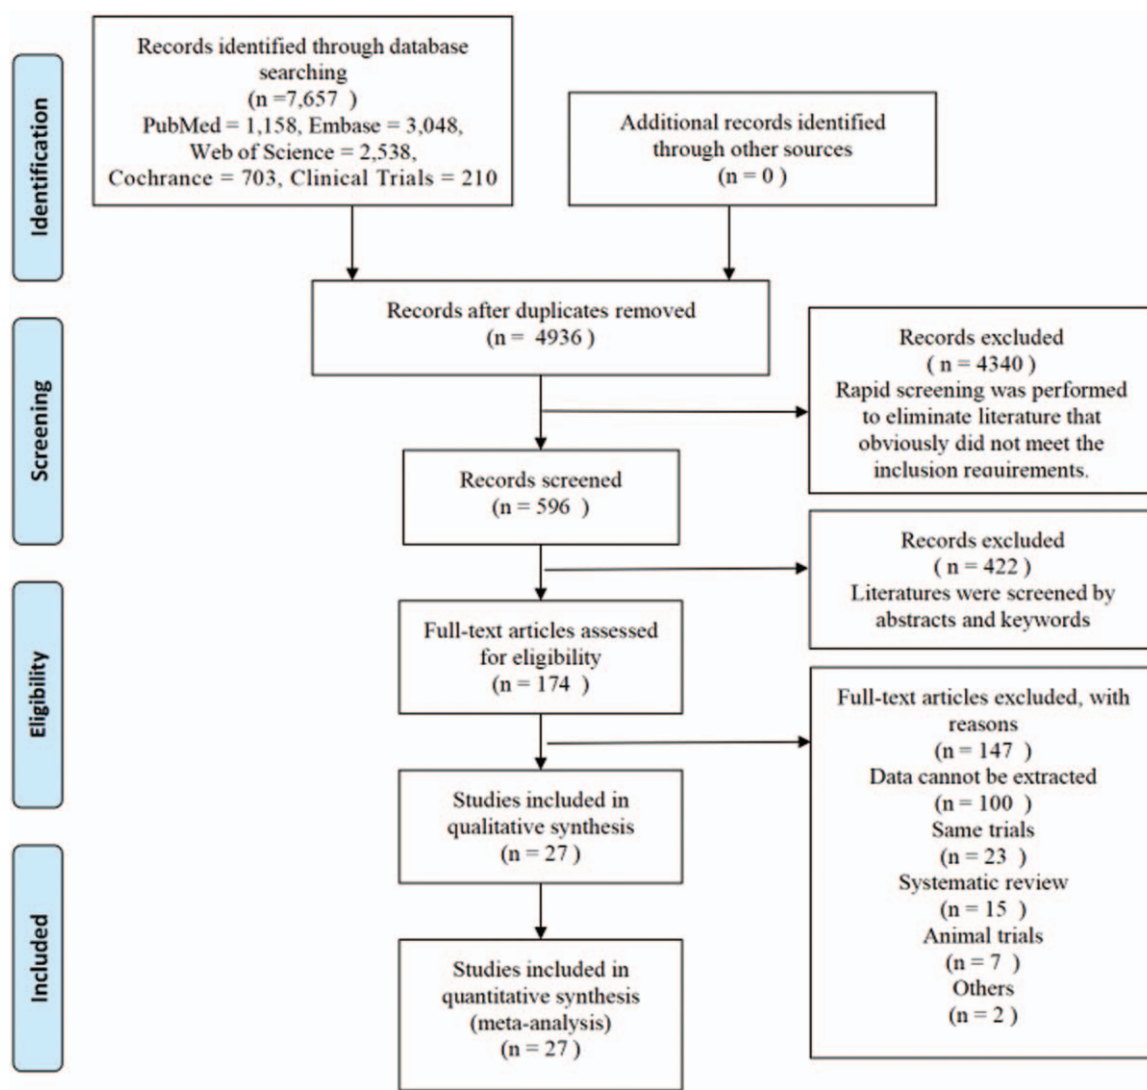 Identification
Records identified through database
searching
(n =7,657 )
PubMed = 1,158, Embase = 3,048,
Web of Science = 2,538,
Cochrance = 703, Clinical Trials = 210
Additional records identified
through other sources
(n = 0 )
Records after duplicates removed
(n = 4936 )
Screening
Records excluded
( n = 4340 )
Rapid screening was performed
to eliminate literature that
obviously did not meet the
inclusion requirements.
Records screened
(n = 596 )
Records excluded
( n = 422 )
Literatures were screened by
abstracts and keywords
Eligibility
Full-text articles assessed
for eligibility
(n = 174 )
Full-text articles excluded, with
reasons
(n = 147 )
Data cannot be extracted
(n = 100 )
Same trials
(n = 23 )
Systematic review
(n = 15 )
Animal trials
(n = 7 )
Others
(n = 2 )
Studies included in
qualitative synthesis
(n = 27 )
Included
Studies included in
quantitative synthesis
(meta-analysis)
(n = 27 )